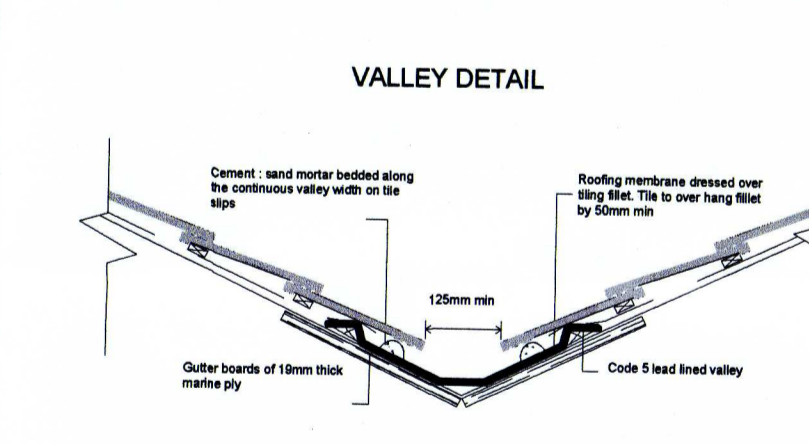 VALLEY DETAIL
Cement : sand mortar bedded along
the continuous valley width on tile
slips
Roofing membrane dressed over
tiling fillet. Tile to over hang filllet
by 50mm min
125mm min
Gutter boards of 19mm thick
marine ply
Code 5 lead lined valley